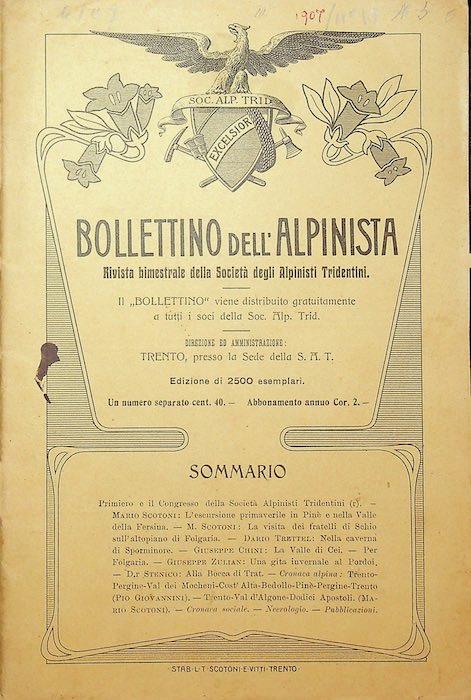 1907
SOC. ALP. TRID.
EXCELSIOR
BOLLETTINO DELL'ALPINISTA
Rivista bimestrale della Società degli Alpinisti Tridentini.
Il „BOLLETTINO" viene distribuito gratuitamente
a tutti i soci della Soc. Alp. Trid.
DIREZIONE ED AMMINISTRAZIONE:
TRENTO, presso la Sede della S. A. T.
Edizione di 2500 esemplari.
Un numero separato cent. 40. — Abbonamento annuo Cor. 2. —
SOMMARIO
Primiero e il Congresso della Società Alpinisti Tridentini (r). —
MARIO SCOTONI: L'escursione primaverile in Pinè e nella Valle
della Fersina. — M. SCOTONI: La visita dei fratelli di Schio
sull'altopiano di Folgaria. — DARIO TRETTEL: Nella caverna
di Sporminore. — GIUSEPPE CHINI: La Valle di Cei. — Per
Folgaria. — GIUSEPPE ZULIAN: Una gita invernale al Pordoi,
— D.r STENICO: Alla Bocca di Trat. — Cronaca alpina: Trento-
Pergine-Val dei Mocheni-Cost' Alta-Bedollo-Pinè-Pergine-Trento
(PIO GIOVANNINI). — Trento-Val d'Algone-Dodici Apostoli. (MA-
RIO SCOTONI). — Cronaca sociale. — Necrologio. — Pubblicazioni.
STAB·L·T·SCOTONI·E·VITTI·TRENTO·